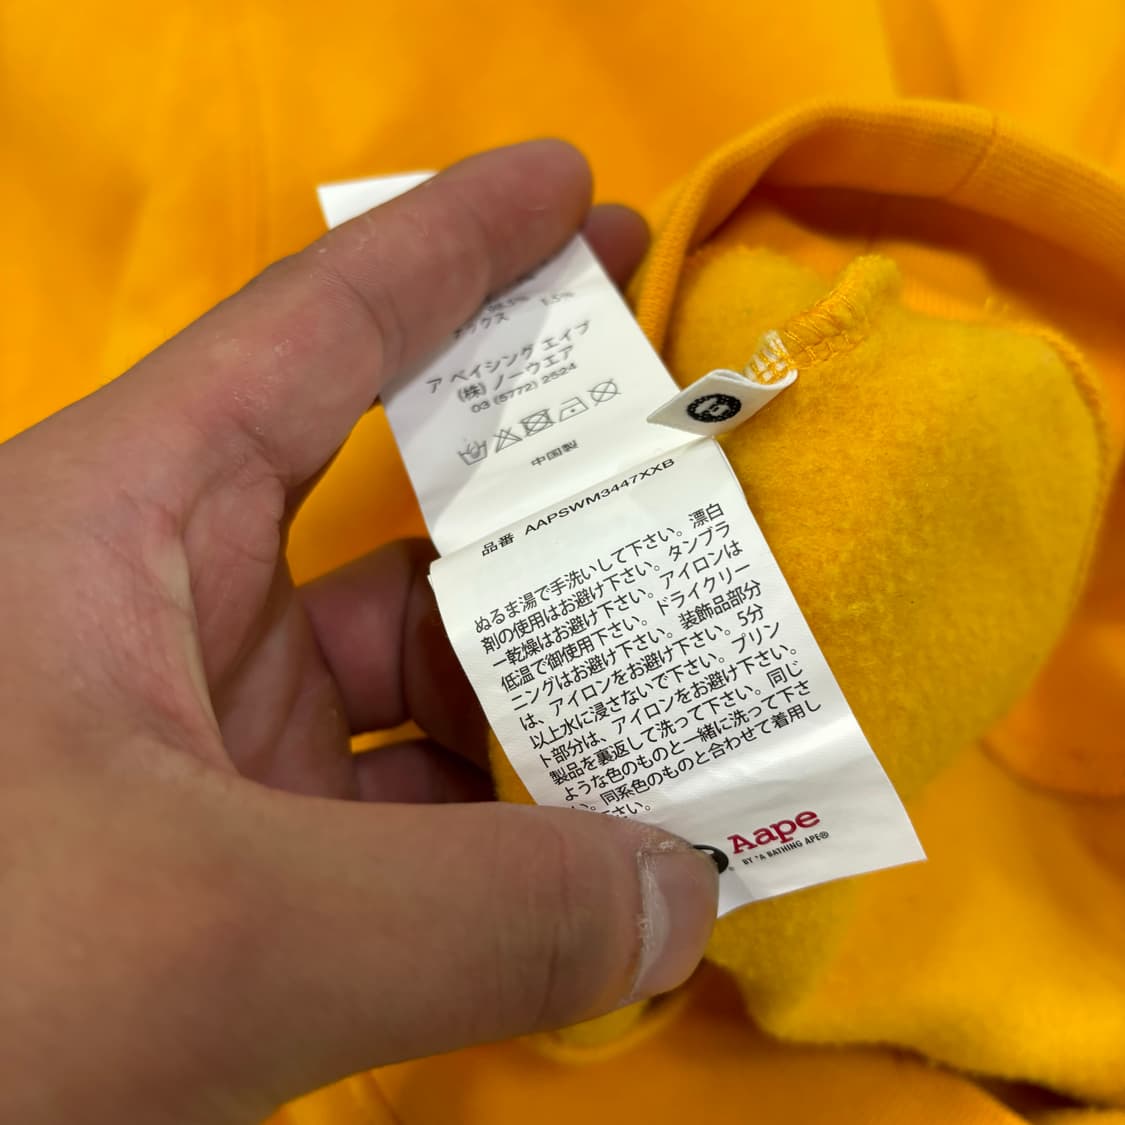 1.5%
ックス
ア ベイシング エイプ
(株) ノーウエア
03 (5772) 2524
中国製
品番 AAPSWM3447XXB
ぬるま湯で手洗いして下さい。漂白
剤の使用はお避け下さい。タンブラ
ー乾燥はお避け下さい。アイロンは
低温で御使用下さい。ドライクリー
ニングはお避け下さい。装飾品部分
は、アイロンをお避け下さい。5分
以上水に浸さないで下さい。プリン
ト部分は、アイロンをお避け下さい。
製品を裏返して洗って下さい。同じ
ような色のものと一緒に洗って下さ
い。同系色のものと合わせて着用し
下さい。
Aape
BY *A BATHING APE®